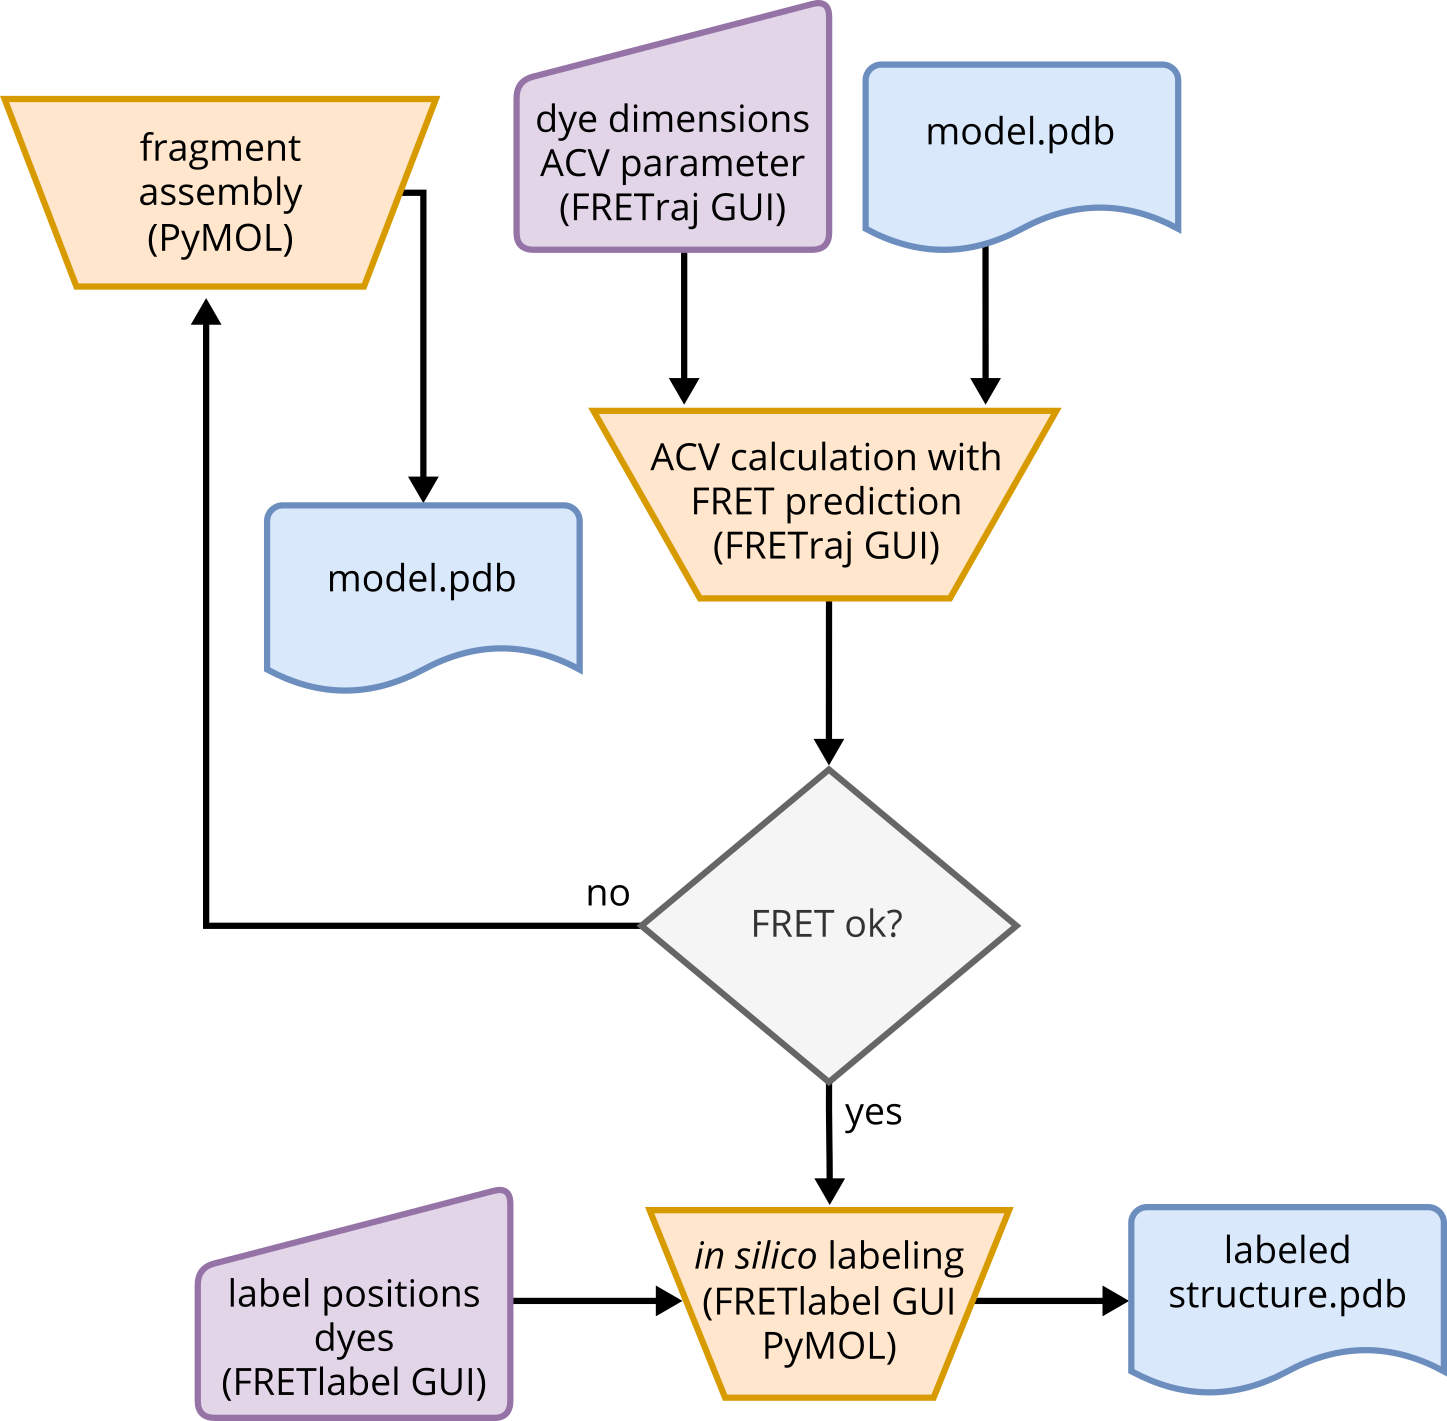 fragment
assembly
(PyMOL)
dye dimensions
ACV parameter
(FRETraj GUI)
model.pdb
ACV calculation with
FRET prediction
(FRETraj GUI)
model.pdb
no
FRET ok?
yes
label positions
dyes
(FRETlabel GUI)
in silico labeling
(FRETlabel GUI
PyMOL)
labeled
structure.pdb